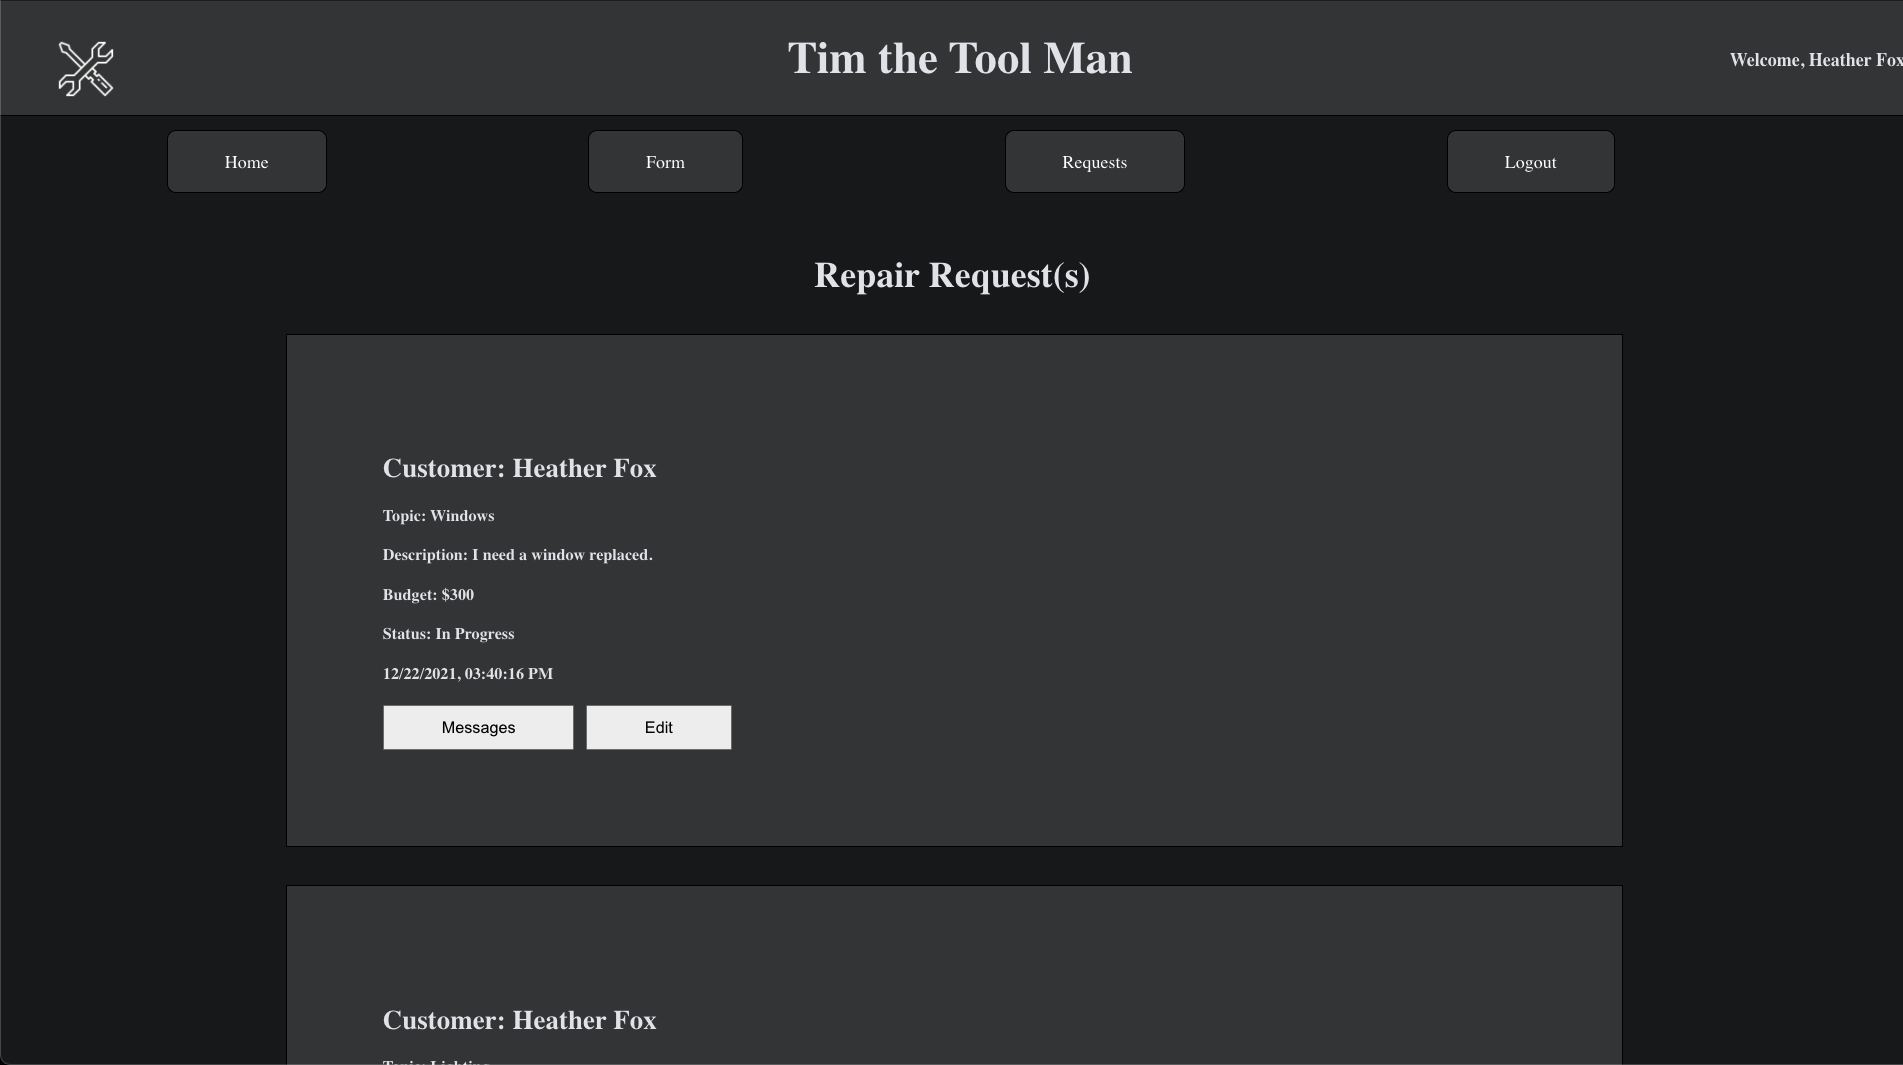 Tim the Tool Man
Welcome, Heather Fox
Home
Form
Requests
Logout
Repair Request(s)
Customer: Heather Fox
Topic: Windows
Description: I need a window replaced.
Budget: $300
Status: In Progress
12/22/2021, 03:40:16 PM
Messages
Edit
Customer: Heather Fox
Topic: Lighting